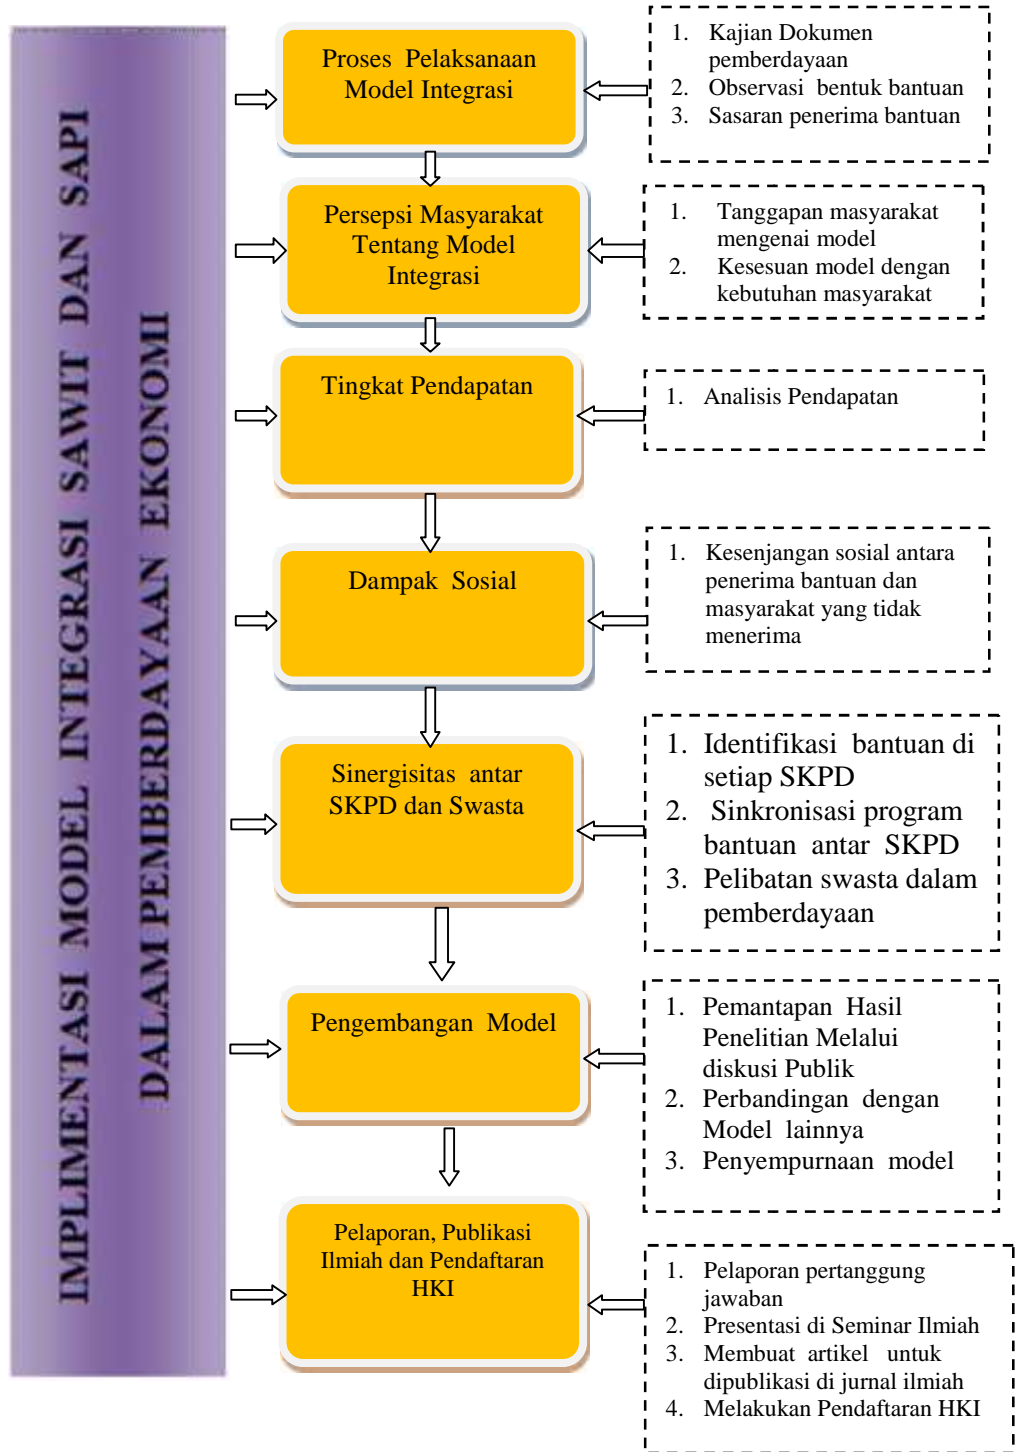 IMPLIMENTASI MODEL INTEGRASI SAWIT DAN SAPI
DALAM PEMBERDAYAAN EKONOMI
Proses Pelaksanaan
Model Integrasi
1. Kajian Dokumen
pemberdayaan
2. Observasi bentuk bantuan
3. Sasaran penerima bantuan
Persepsi Masyarakat
Tentang Model
Integrasi
1. Tanggapan masyarakat
mengenai model
2. Kesesuan model dengan
kebutuhan masyarakat
Tingkat Pendapatan
1. Analisis Pendapatan
Dampak Sosial
1. Kesenjangan sosial antara
penerima bantuan dan
masyarakat yang tidak
menerima
Sinergisitas antar
SKPD dan Swasta
1. Identifikasi bantuan di
setiap SKPD
2. Sinkronisasi program
bantuan antar SKPD
3. Pelibatan swasta dalam
pemberdayaan
Pengembangan Model
1. Pemantapan Hasil
Penelitian Melalui
diskusi Publik
2. Perbandingan dengan
Model lainnya
3. Penyempurnaan model
Pelaporan, Publikasi
Ilmiah dan Pendaftaran
HKI
1. Pelaporan pertanggung
jawaban
2. Presentasi di Seminar Ilmiah
3. Membuat artikel untuk
dipublikasi di jurnal ilmiah
4. Melakukan Pendaftaran HKI